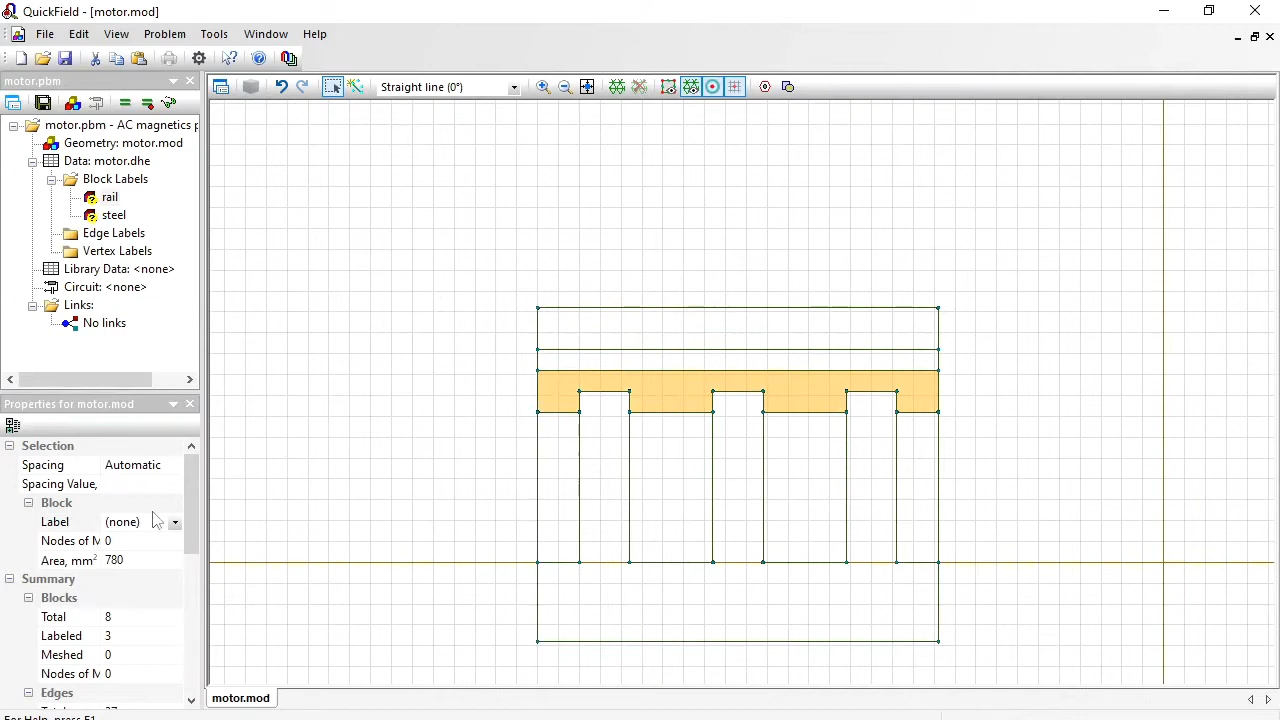 QuickField - [motor.mod]
File Edit View Problem Tools Window Help
motor.pbm
Straight line (0°)
motor.pbm - AC magnetics p
Geometry: motor.mod
Data: motor.dhe
Block Labels
rail
steel
Edge Labels
Vertex Labels
Library Data: <none>
Circuit: <none>
Links:
No links
Properties for motor.mod
Selection
Spacing Automatic
Spacing Value,
Block
Label (none)
Nodes of M 0
Area, mm² 780
Summary
Blocks
Total 8
Labeled 3
Meshed 0
Nodes of M 0
Edges
motor.mod
For Help, press F1